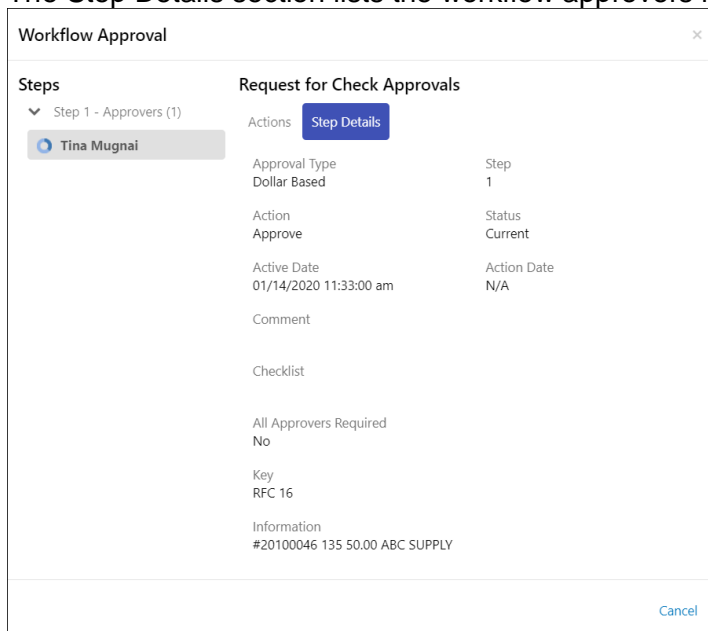 The Step Details section lists the workflow approvers
Workflow Approval ×
Steps
Step 1 - Approvers (1)
Tina Mugnai
Request for Check Approvals
Actions Step Details
Approval Type Step
Dollar Based 1
Action Status
Approve Current
Active Date Action Date
01/14/2020 11:33:00 am N/A
Comment
Checklist
All Approvers Required
No
Key
RFC 16
Information
#20100046 135 50.00 ABC SUPPLY
Cancel